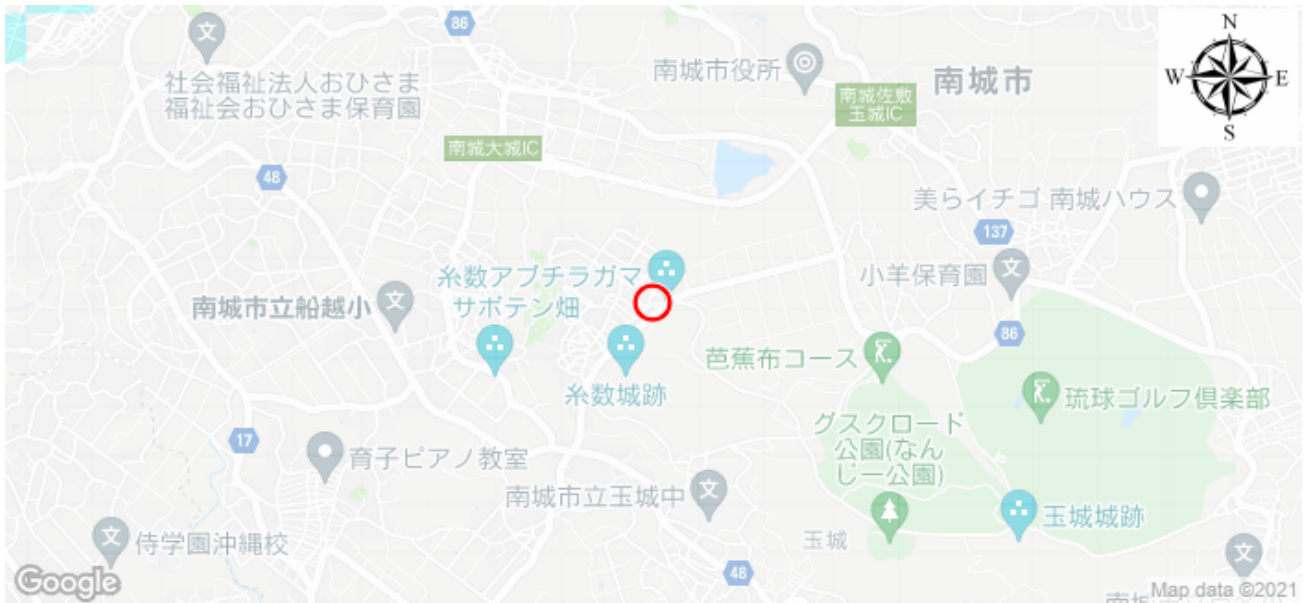 86
N
W
E
S
社会福祉法人おひさま
福祉会おひさま保育園
南城市役所
南城市
南城佐敷
玉城IC
南城大城IC
48
美らイチゴ 南城ハウス
137
糸数アブチラガマ
小羊保育園
サボテン畑
南城市立船越小
86
芭蕉布コース
糸数城跡
琉球ゴルフ倶楽部
グスクロード
公園(なん
じー公園)
17
育子ピアノ教室
南城市立玉城中
玉城城跡
玉城
侍学園沖縄校
48
Google
Map data ©2021